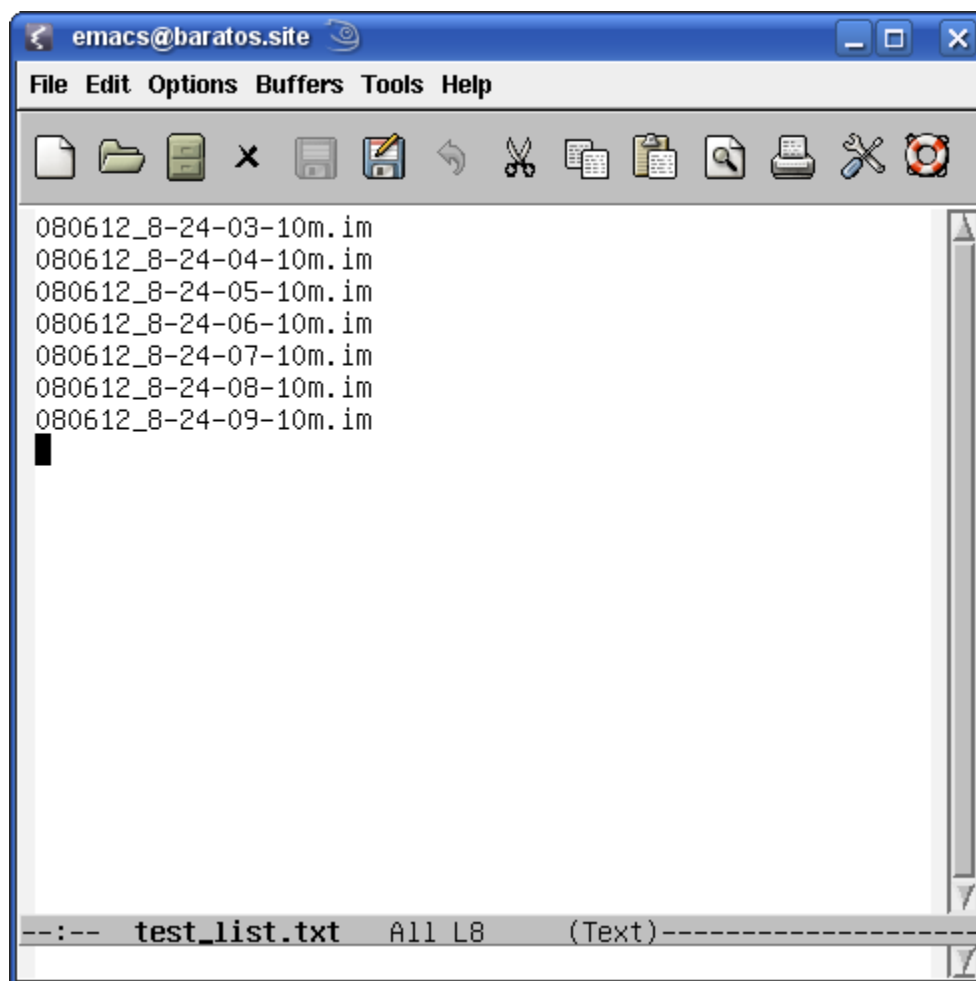 emacs@baratos.site
File Edit Options Buffers Tools Help
080612_8-24-03-10m.im
080612_8-24-04-10m.im
080612_8-24-05-10m.im
080612_8-24-06-10m.im
080612_8-24-07-10m.im
080612_8-24-08-10m.im
080612_8-24-09-10m.im
--:-- test_list.txt All L8 (Text)--------------------